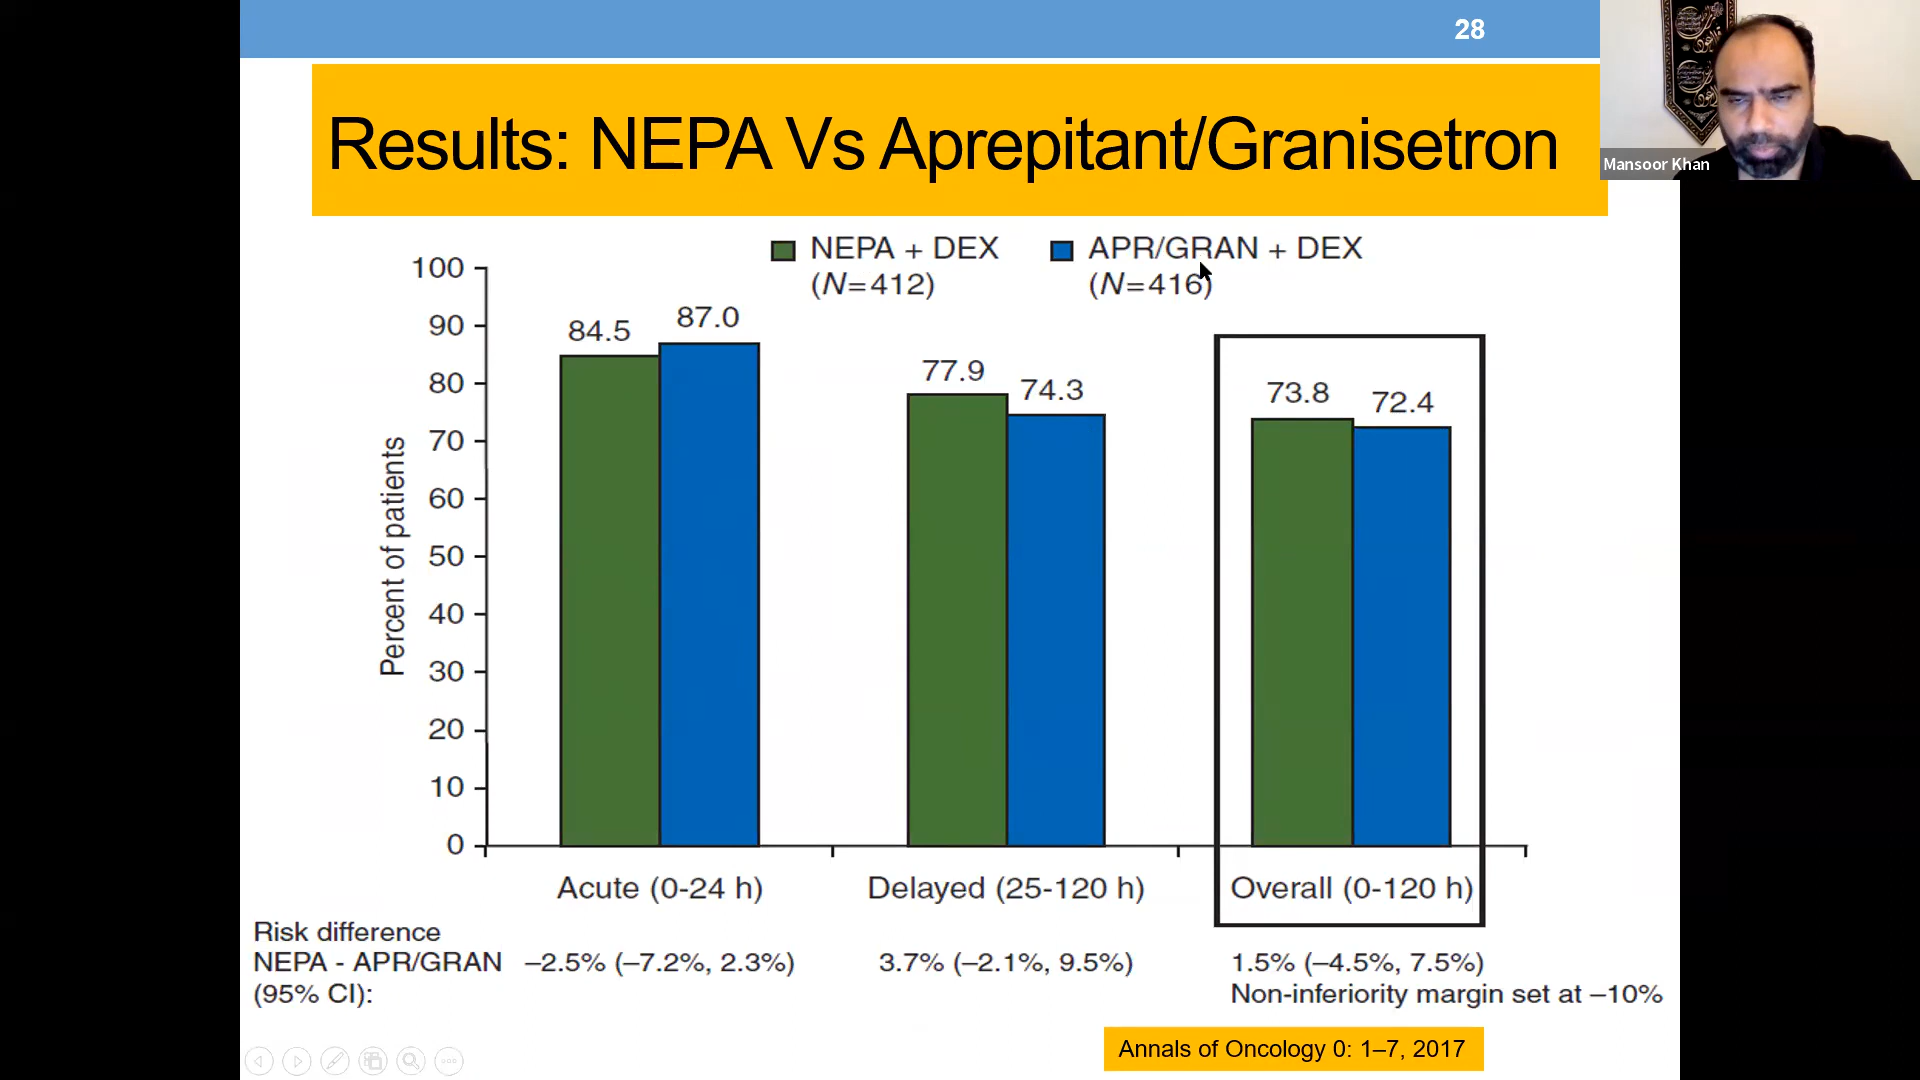 28
Results: NEPA Vs Aprepitant/Granisetron
Mansoor Khan
NEPA + DEX
(N=412)
APR/GRAN + DEX
(N=416)
Percent of patients
100
90
80
70
60
50
40
30
20
10
0
84.5
87.0
77.9
74.3
73.8
72.4
Acute (0-24 h)
Delayed (25-120 h)
Overall (0-120 h)
Risk difference
NEPA - APR/GRAN –2.5% (–7.2%, 2.3%) 3.7% (–2.1%, 9.5%) 1.5% (–4.5%, 7.5%)
(95% CI): Non-inferiority margin set at –10%
Annals of Oncology 0: 1–7, 2017